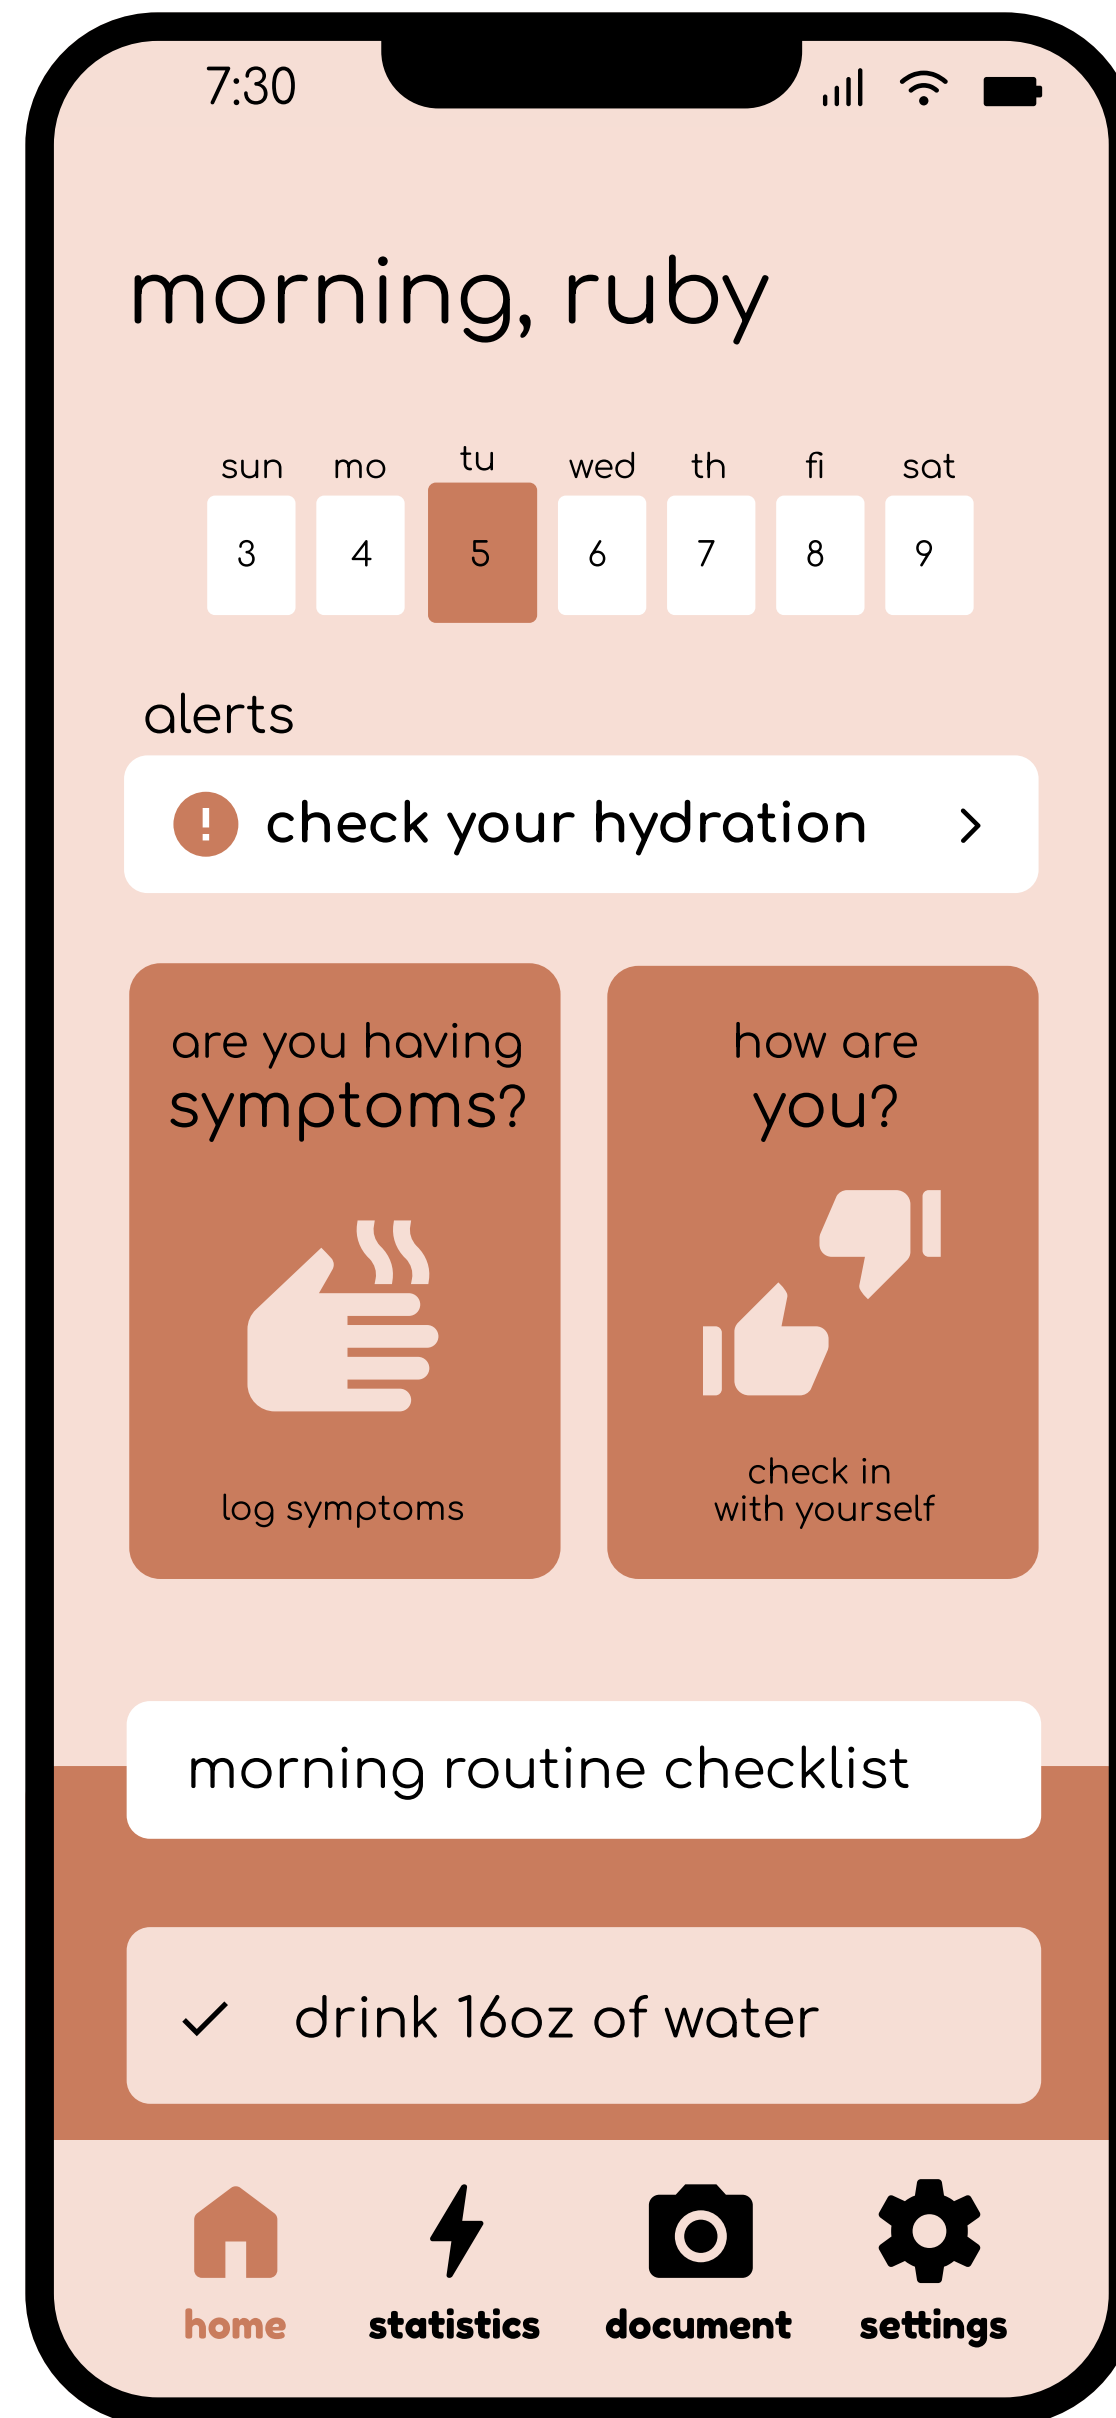 7:30
morning, ruby
sun mo tu wed th fi sat
3 4 5 6 7 8 9
alerts
! check your hydration
are you having
symptoms?
log symptoms
how are
you?
check in
with yourself
morning routine checklist
drink 16oz of water
home statistics document settings